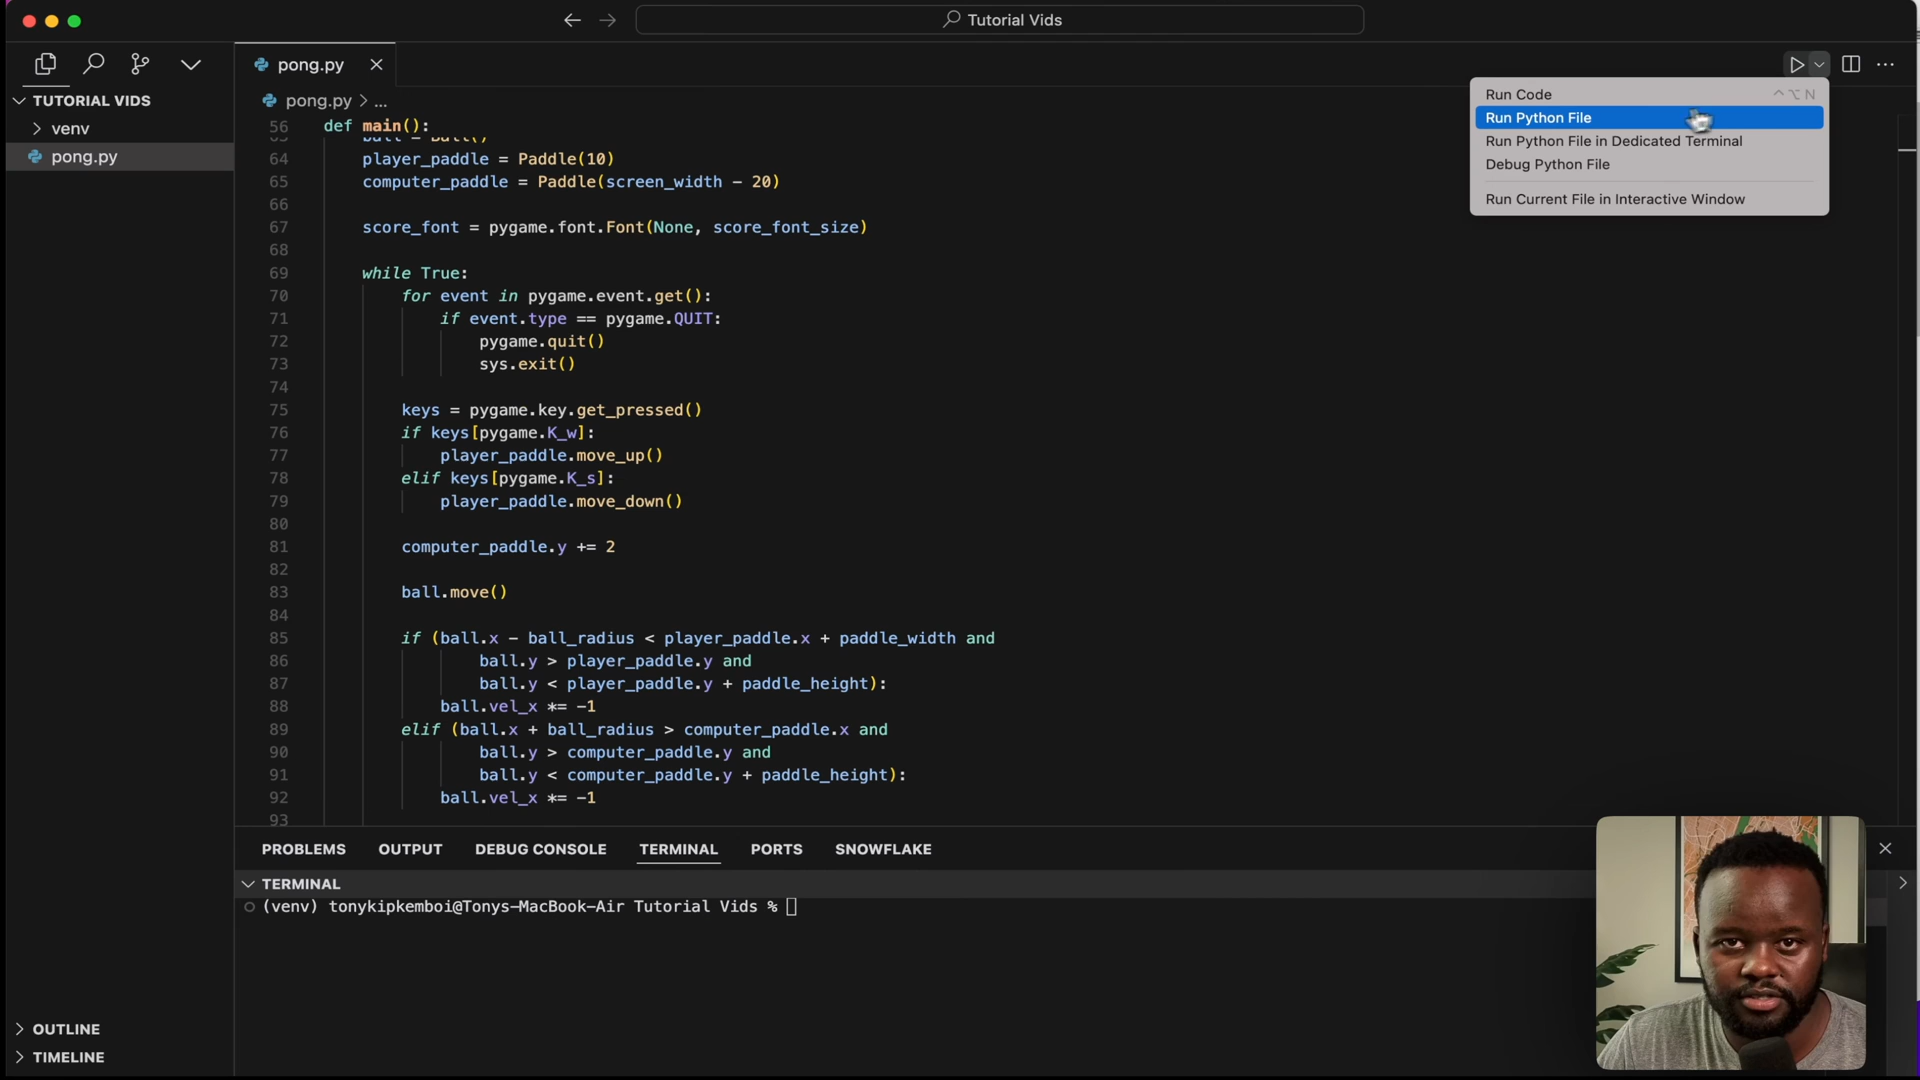 Tutorial Vids
pong.py
TUTORIAL VIDS
venv
pong.py
OUTLINE
TIMELINE
pong.py > ...
Run Code ^⌥ N
Run Python File
Run Python File in Dedicated Terminal
Debug Python File
Run Current File in Interactive Window
56 def main():
64 player_paddle = Paddle(10)
65 computer_paddle = Paddle(screen_width - 20)
66
67 score_font = pygame.font.Font(None, score_font_size)
68
69 while True:
70 for event in pygame.event.get():
71 if event.type == pygame.QUIT:
72 pygame.quit()
73 sys.exit()
74
75 keys = pygame.key.get_pressed()
76 if keys[pygame.K_w]:
77 player_paddle.move_up()
78 elif keys[pygame.K_s]:
79 player_paddle.move_down()
80
81 computer_paddle.y += 2
82
83 ball.move()
84
85 if (ball.x - ball_radius < player_paddle.x + paddle_width and
86 ball.y > player_paddle.y and
87 ball.y < player_paddle.y + paddle_height):
88 ball.vel_x *= -1
89 elif (ball.x + ball_radius > computer_paddle.x and
90 ball.y > computer_paddle.y and
91 ball.y < computer_paddle.y + paddle_height):
92 ball.vel_x *= -1
93
PROBLEMS OUTPUT DEBUG CONSOLE TERMINAL PORTS SNOWFLAKE
TERMINAL
(venv) tonykipkemboi@Tonys-MacBook-Air Tutorial Vids %